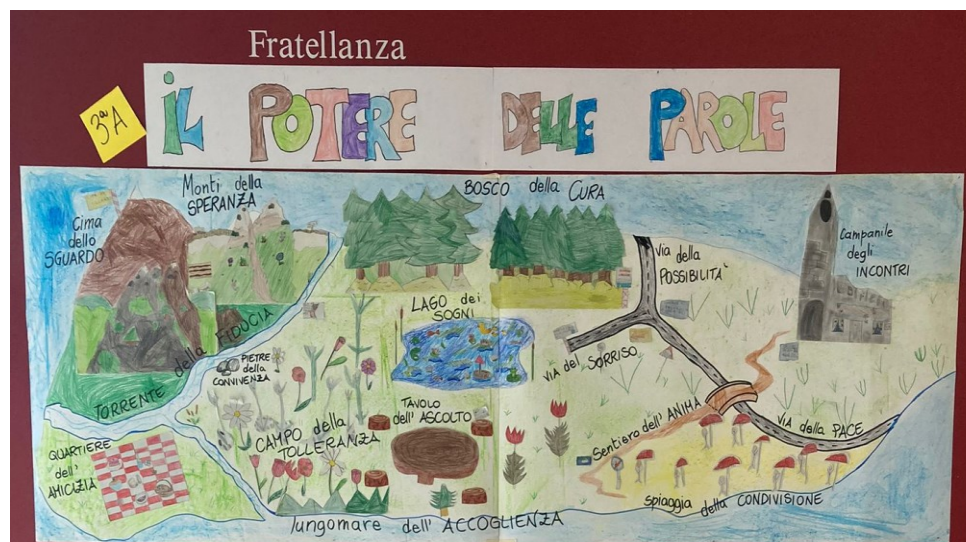 Fratellanza
3ª A
IL POTERE DELLE PAROLE
Monti della
SPERANZA
BOSCO della CURA
Cima
dello
SGUARDO
Campanile
degli
INCONTRI
Via della
POSSIBILITÀ
LAGO dei
SOGNI
TORRENTE della FIDUCIA
PIETRE
della
CONVIVENZA
VIA del SORRISO
TAVOLO
dell'ASCOLTO
CAMPO della
TOLLERANZA
Sentiero dell'ANIMA
VIA della PACE
QUARTIERE
dell'
AMICIZIA
spiaggia della CONDIVISIONE
lungomare dell'ACCOGLIENZA